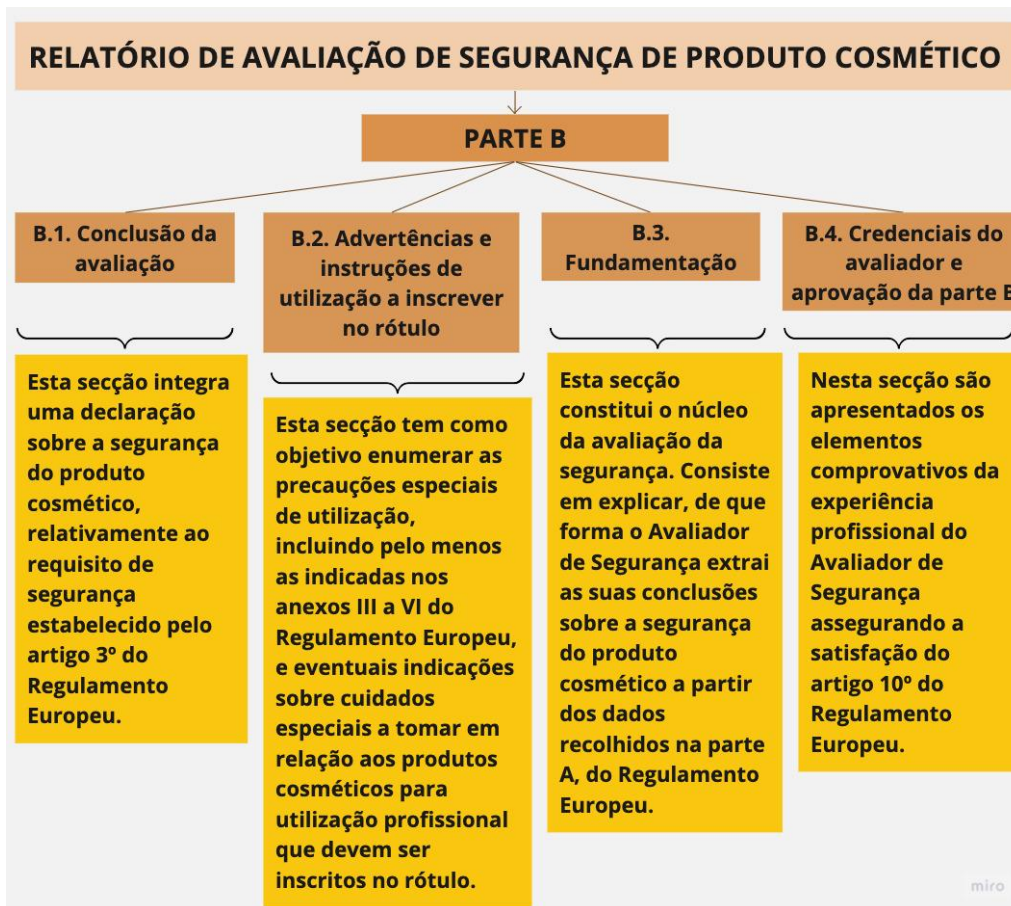 RELATÓRIO DE AVALIAÇÃO DE SEGURANÇA DE PRODUTO COSMÉTICO
PARTE B
B.1. Conclusão da
avaliação
Esta secção integra
uma declaração
sobre a segurança
do produto
cosmético,
relativamente ao
requisito de
segurança
estabelecido pelo
artigo 3º do
Regulamento
Europeu.
B.2. Advertências e
instruções de
utilização a inscrever
no rótulo
Esta secção tem como
objetivo enumerar as
precauções especiais
de utilização,
incluindo pelo menos
as indicadas nos
anexos III a VI do
Regulamento Europeu,
e eventuais indicações
sobre cuidados
especiais a tomar em
relação aos produtos
cosméticos para
utilização profissional
que devem ser
inscritos no rótulo.
B.3.
Fundamentação
Esta secção
constitui o núcleo
da avaliação da
segurança. Consiste
em explicar, de que
forma o Avaliador
de Segurança extrai
as suas conclusões
sobre a segurança
do produto
cosmético a partir
dos dados
recolhidos na parte
A, do Regulamento
Europeu.
B.4. Credenciais do
avaliador e
aprovação da parte B
Nesta secção são
apresentados os
elementos
comprovativos da
experiência
profissional do
Avaliador de
Segurança
assegurando a
satisfação do
artigo 10º do
Regulamento
Europeu.
miro